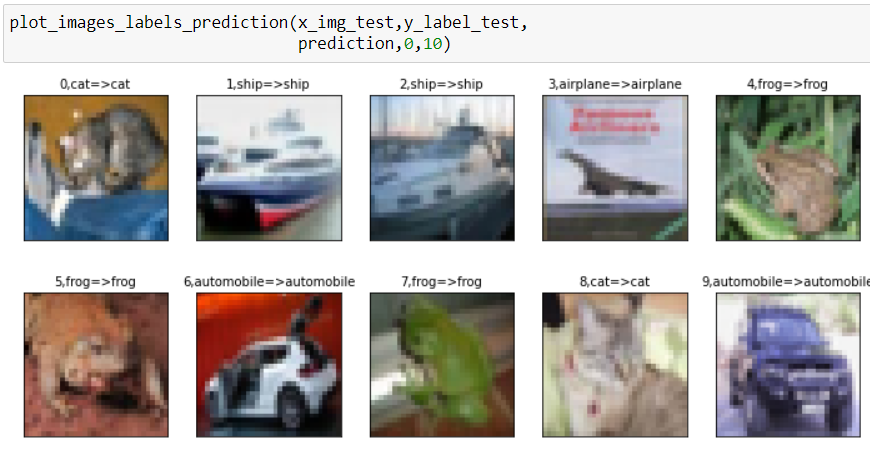 plot_images_labels_prediction(x_img_test,y_label_test,
prediction,0,10)
0,cat=>cat
1,ship=>ship
2,ship=>ship
3,airplane=>airplane
4,frog=>frog
5,frog=>frog
6,automobile=>automobile
7,frog=>frog
8,cat=>cat
9,automobile=>automobile